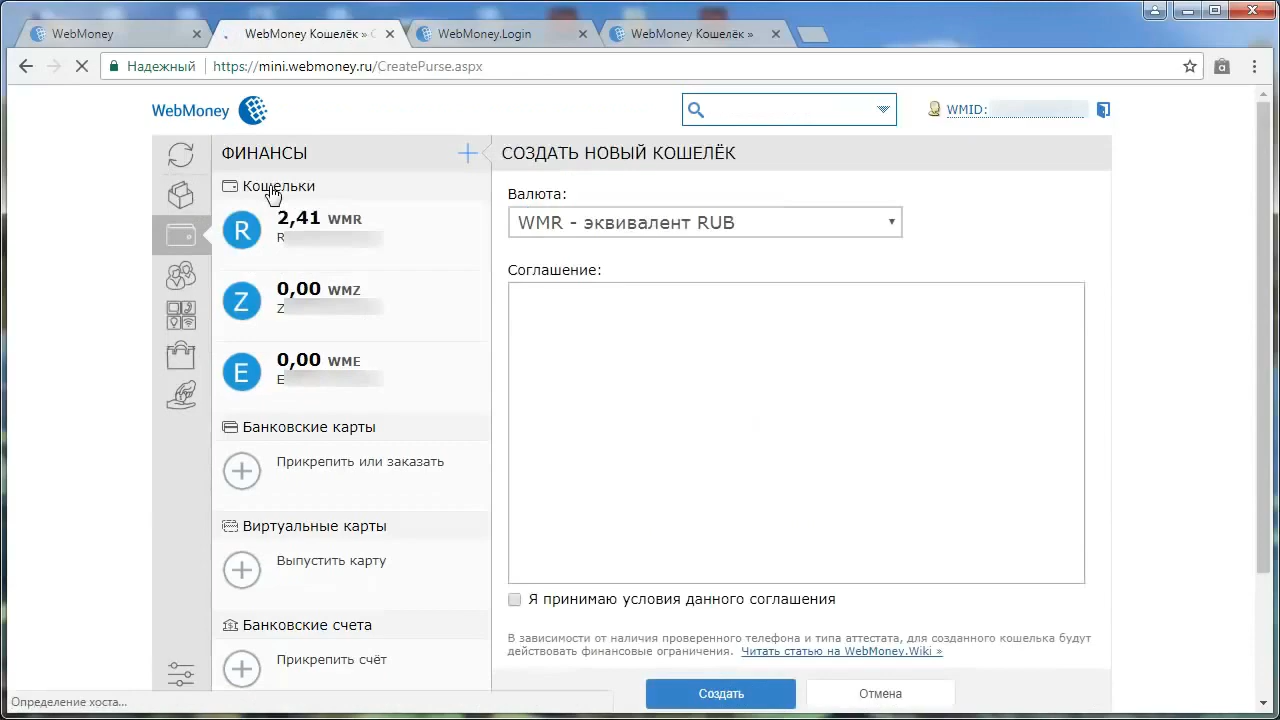 WebMoney
WebMoney Кошелёк »
WebMoney.Login
WebMoney Кошелёк »
Надежный
https://mini.webmoney.ru/CreatePurse.aspx
WebMoney
WMID:
ФИНАНСЫ
СОЗДАТЬ НОВЫЙ КОШЕЛЁК
Кошельки
R
2,41 WMR
R
Z
0,00 WMZ
Z
E
0,00 WME
E
Банковские карты
Прикрепить или заказать
Виртуальные карты
Выпустить карту
Банковские счета
Прикрепить счёт
Валюта:
WMR - эквивалент RUB
Соглашение:
Я принимаю условия данного соглашения
В зависимости от наличия проверенного телефона и типа аттестата, для созданного кошелька будут
действовать финансовые ограничения. Читать статью на WebMoney.Wiki »
Создать
Отмена
Определение хоста...